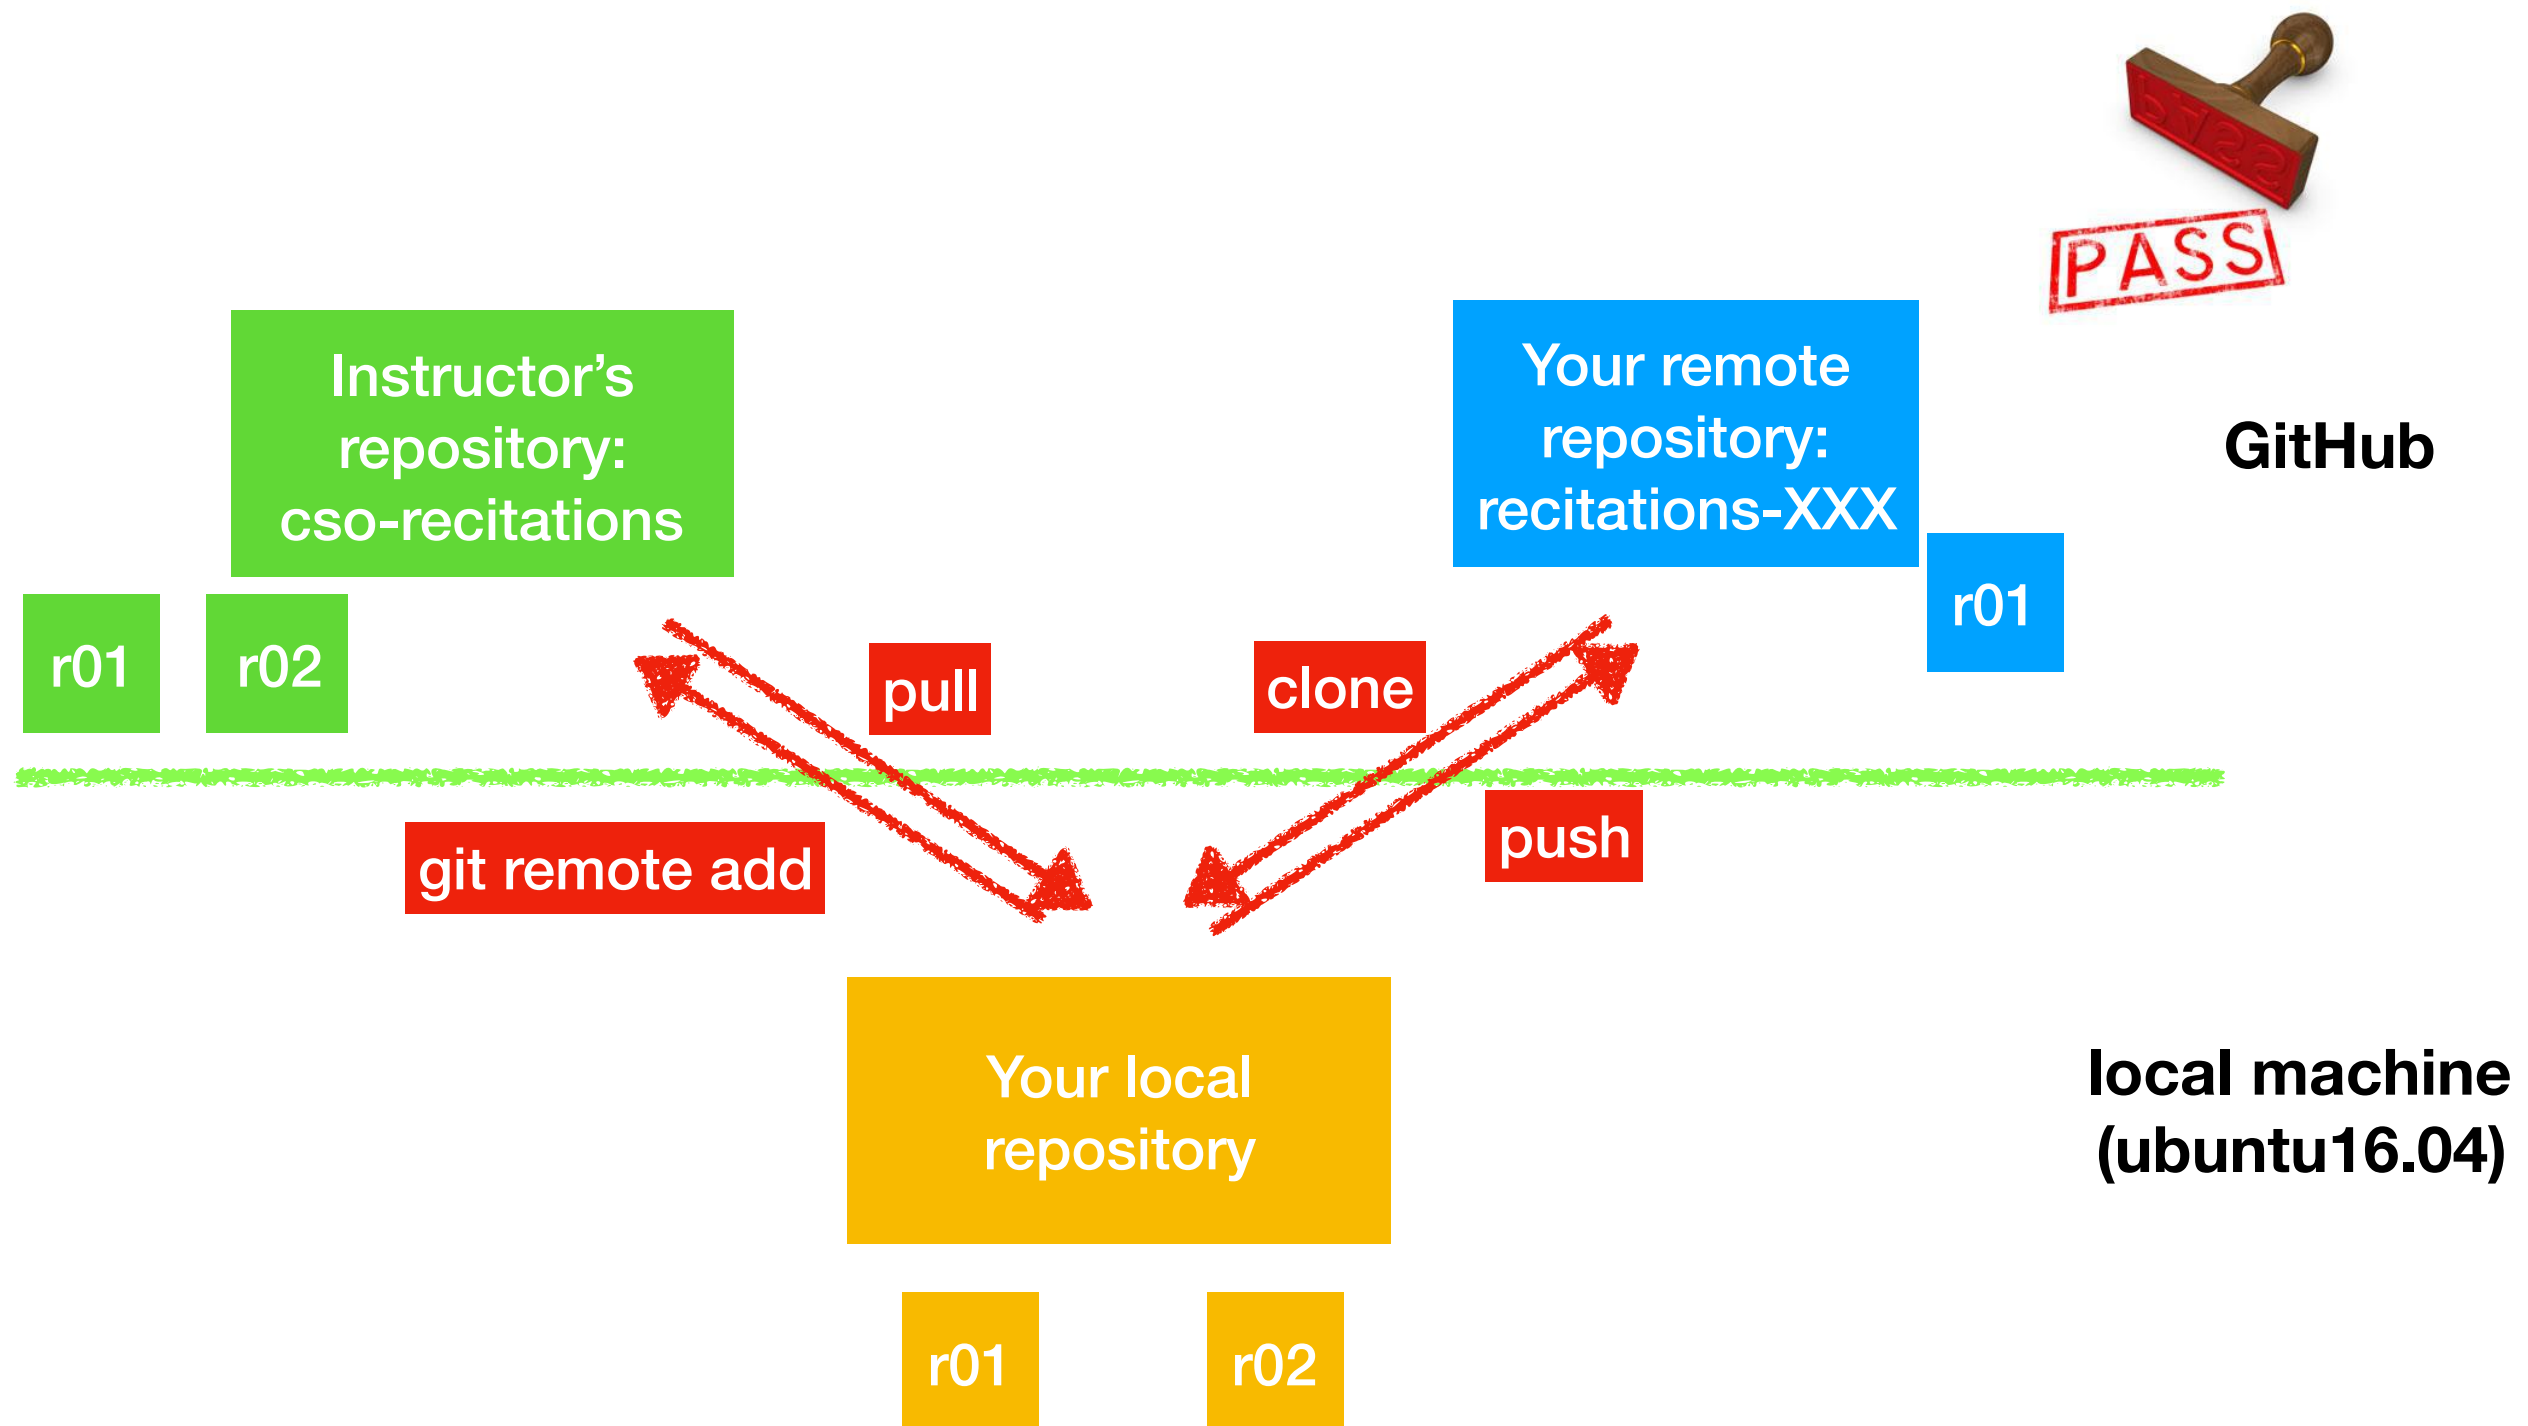 PASS
PASS
Instructor’s
repository:
cso-recitations
Your remote
repository:
recitations-XXX
GitHub
r01
r02
r01
pull
clone
git remote add
push
Your local
repository
local machine
(ubuntu16.04)
r01
r02